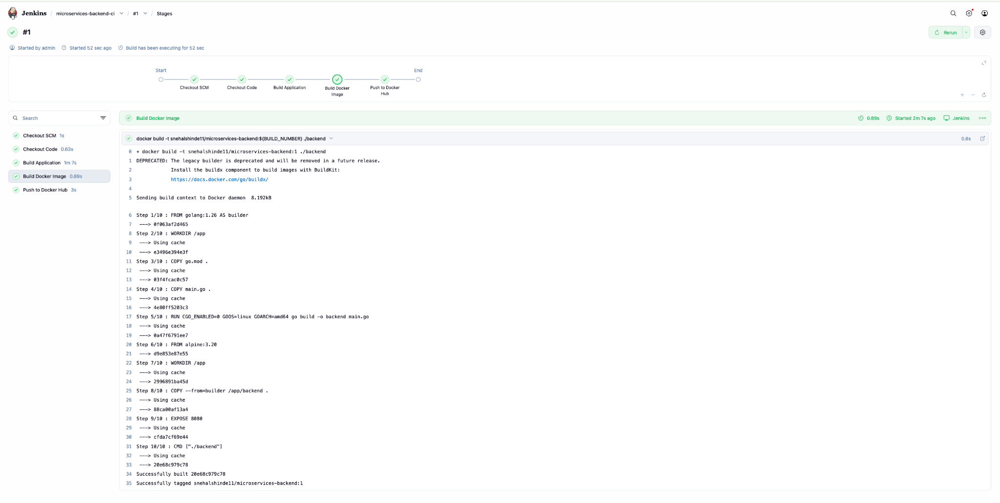 Jenkins / microservices-backend-ci / #1 / Stages
#1
Rerun
Started by admin Started 52 sec ago Build has been executing for 52 sec
Start End
Checkout SCM Checkout Code Build Application Build Docker Image Push to Docker Hub
Search
Checkout SCM 1s
Checkout Code 0.63s
Build Application 1m 7s
Build Docker Image 0.89s
Push to Docker Hub 3s
Build Docker Image 0.89s Started 2m 7s ago Jenkins
docker build -t snehalshinde11/microservices-backend:${BUILD_NUMBER} ./backend 0.8s
0 + docker build -t snehalshinde11/microservices-backend:1 ./backend
1 DEPRECATED: The legacy builder is deprecated and will be removed in a future release.
2 Install the buildx component to build images with BuildKit:
3 https://docs.docker.com/go/buildx/
4
5 Sending build context to Docker daemon 8.192kB
6 Step 1/10 : FROM golang:1.26 AS builder
7 ---> 0f063af2d465
8 Step 2/10 : WORKDIR /app
9 ---> Using cache
10 ---> e3496e394e3f
11 Step 3/10 : COPY go.mod .
12 ---> Using cache
13 ---> 03f4fcac0c57
14 Step 4/10 : COPY main.go .
15 ---> Using cache
16 ---> 4e80ff5203c3
17 Step 5/10 : RUN CGO_ENABLED=0 GOOS=linux GOARCH=amd64 go build -o backend main.go
18 ---> Using cache
19 ---> 0a47f6791ee7
20 Step 6/10 : FROM alpine:3.20
21 ---> d9e853e87e55
22 Step 7/10 : WORKDIR /app
23 ---> Using cache
24 ---> 2996891ba45d
25 Step 8/10 : COPY --from=builder /app/backend .
26 ---> Using cache
27 ---> 88ca00af13a4
28 Step 9/10 : EXPOSE 8080
29 ---> Using cache
30 ---> cfda7cf69e44
31 Step 10/10 : CMD ["./backend"]
32 ---> Using cache
33 ---> 20e68c979c78
34 Successfully built 20e68c979c78
35 Successfully tagged snehalshinde11/microservices-backend:1